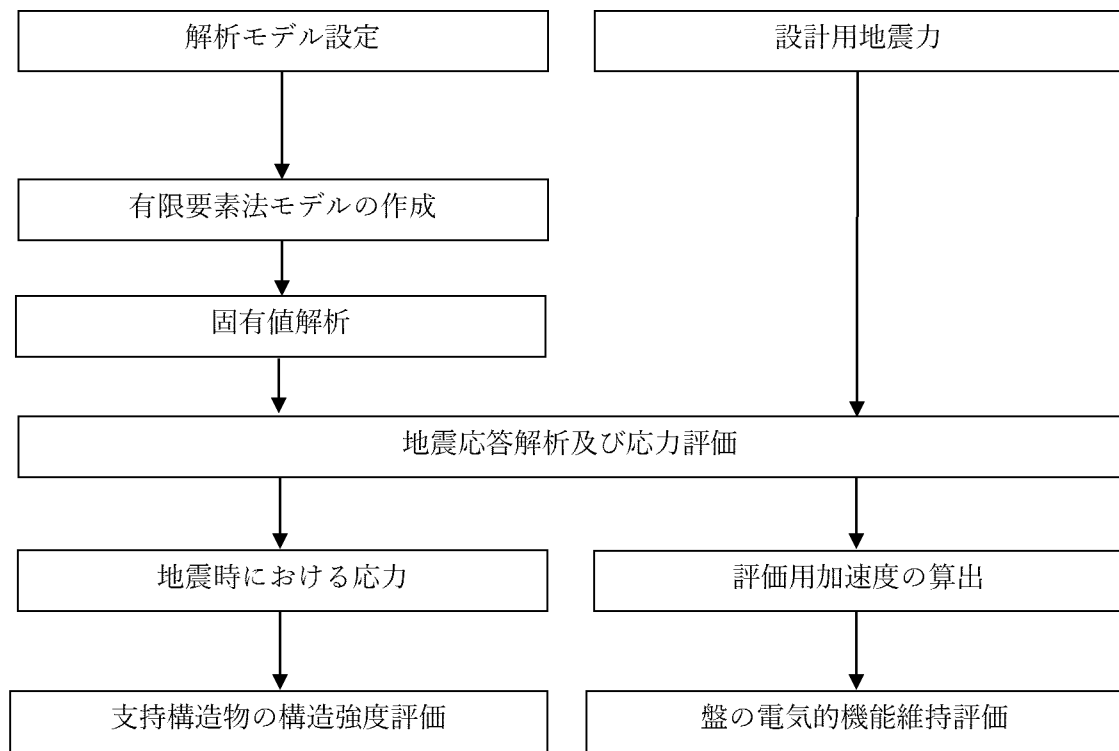 解析モデル設定
設計用地震力
有限要素法モデルの作成
固有値解析
地震応答解析及び応力評価
地震時における応力
評価用加速度の算出
支持構造物の構造強度評価
盤の電気的機能維持評価